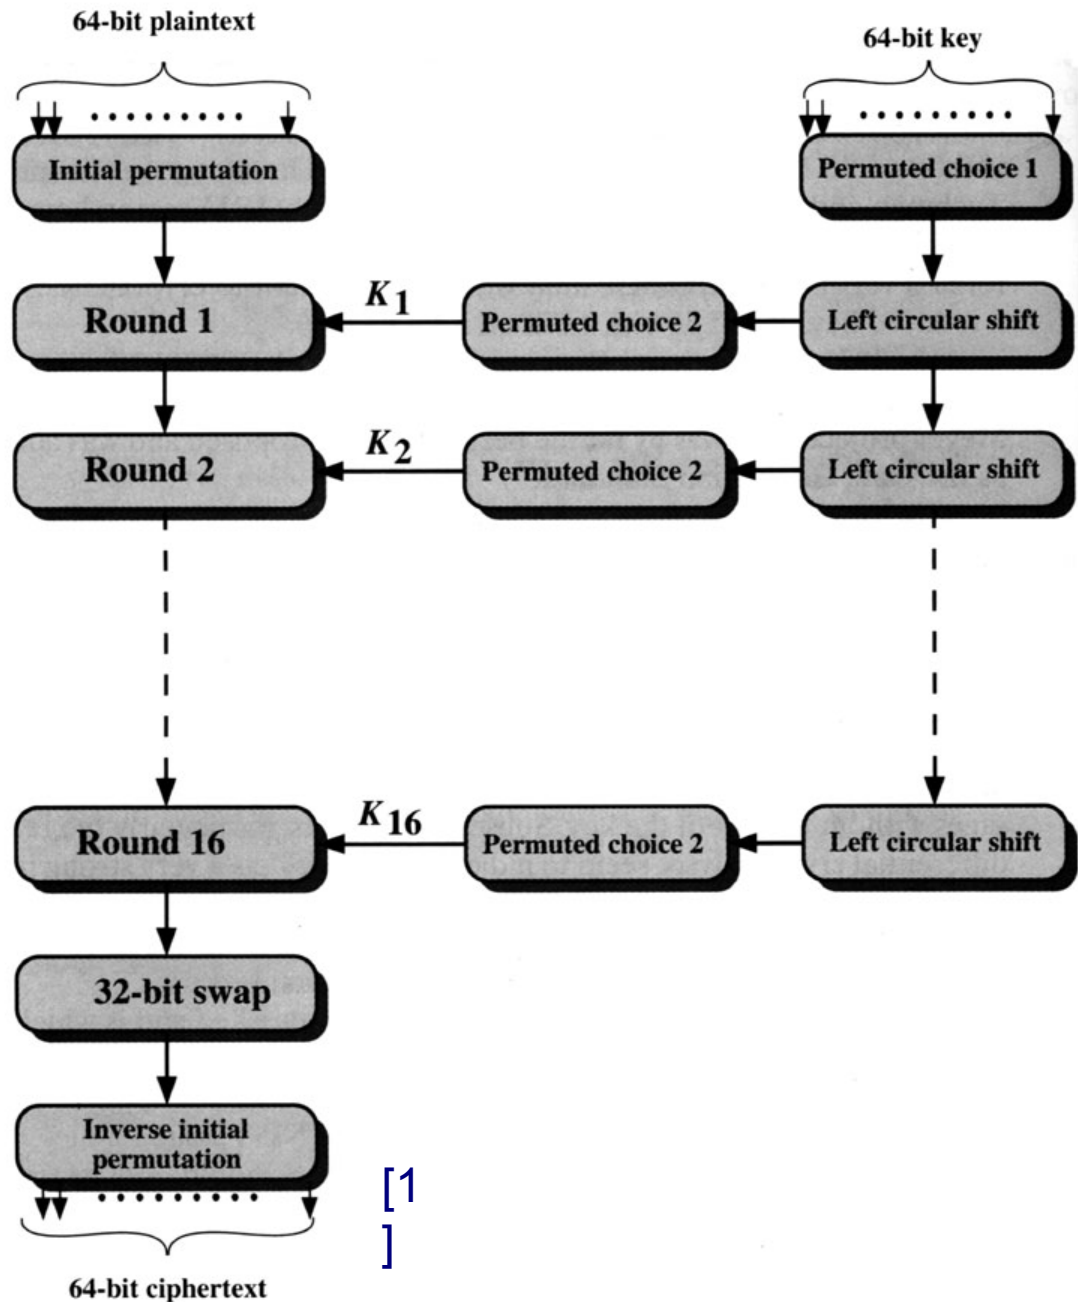 64-bit plaintext
64-bit key
Initial permutation
Permuted choice 1
Round 1
K1
Permuted choice 2
Left circular shift
Round 2
K2
Permuted choice 2
Left circular shift
Round 16
K16
Permuted choice 2
Left circular shift
32-bit swap
Inverse initial
permutation
[1
]
64-bit ciphertext